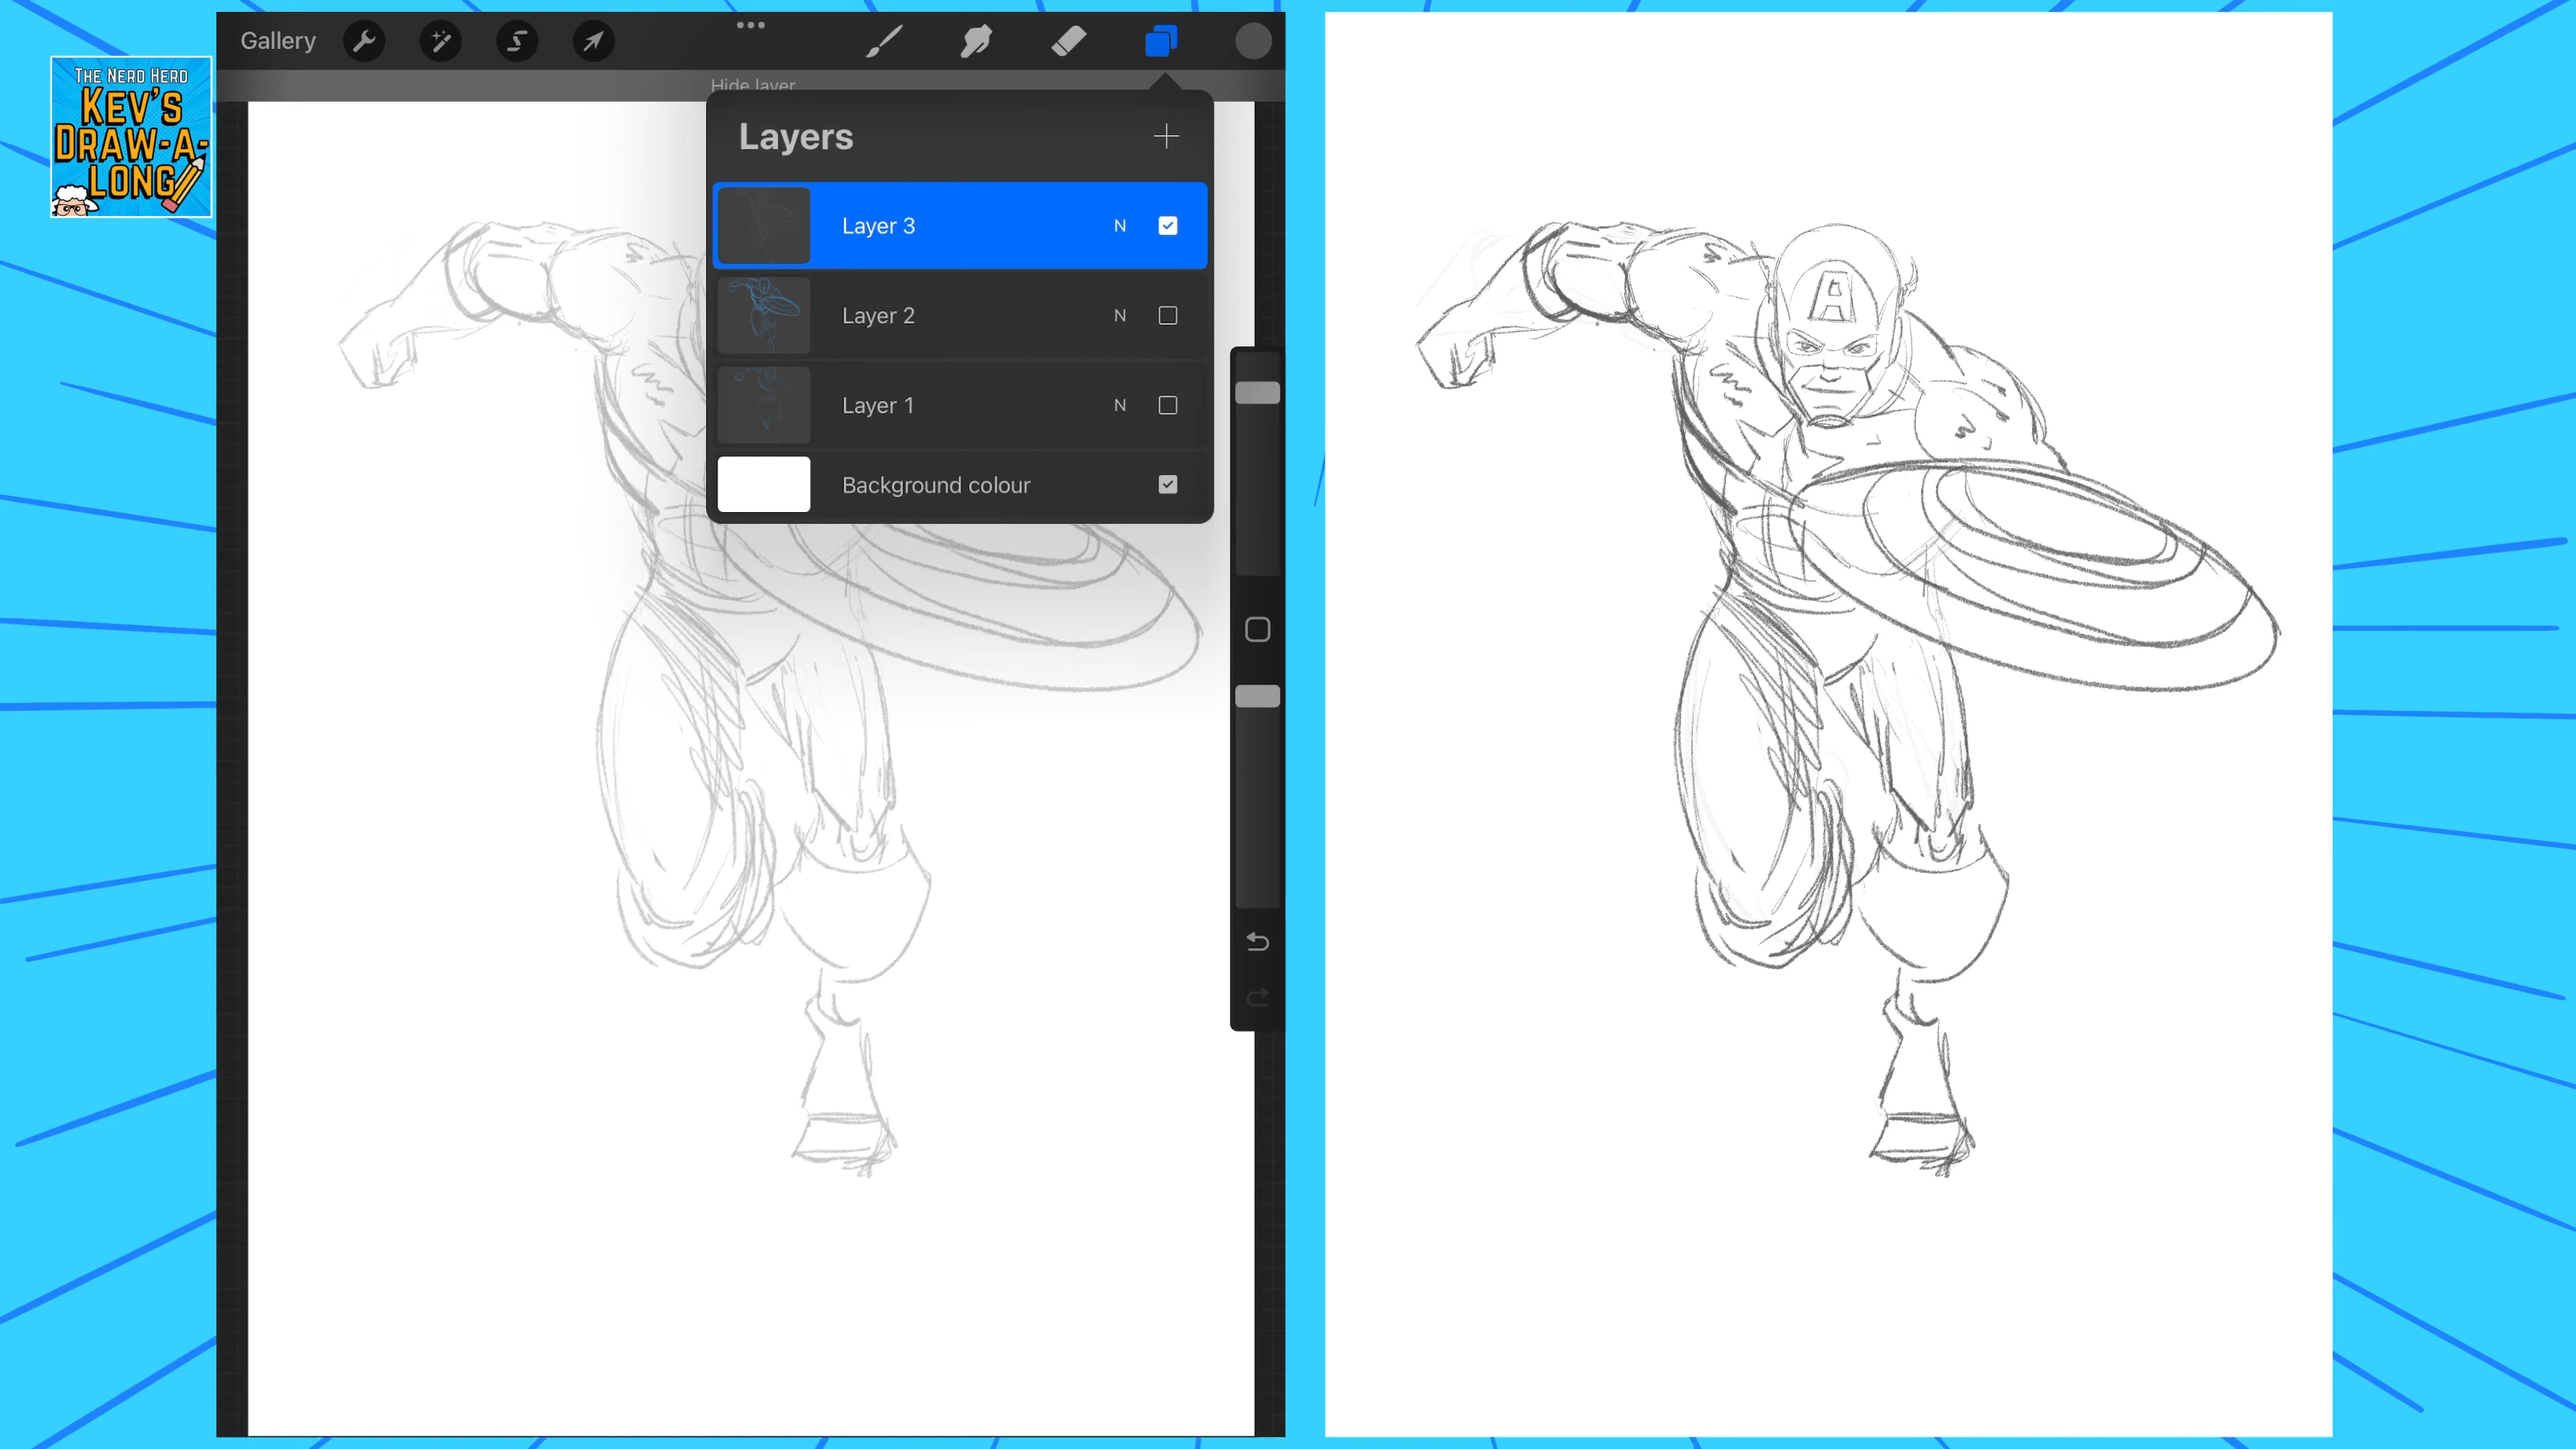 Gallery
THE NERD HERD
KEV'S
DRAW-A-
LONG
Hide layer
Layers
Layer 3 N
Layer 2 N
Layer 1 N
Background colour
A